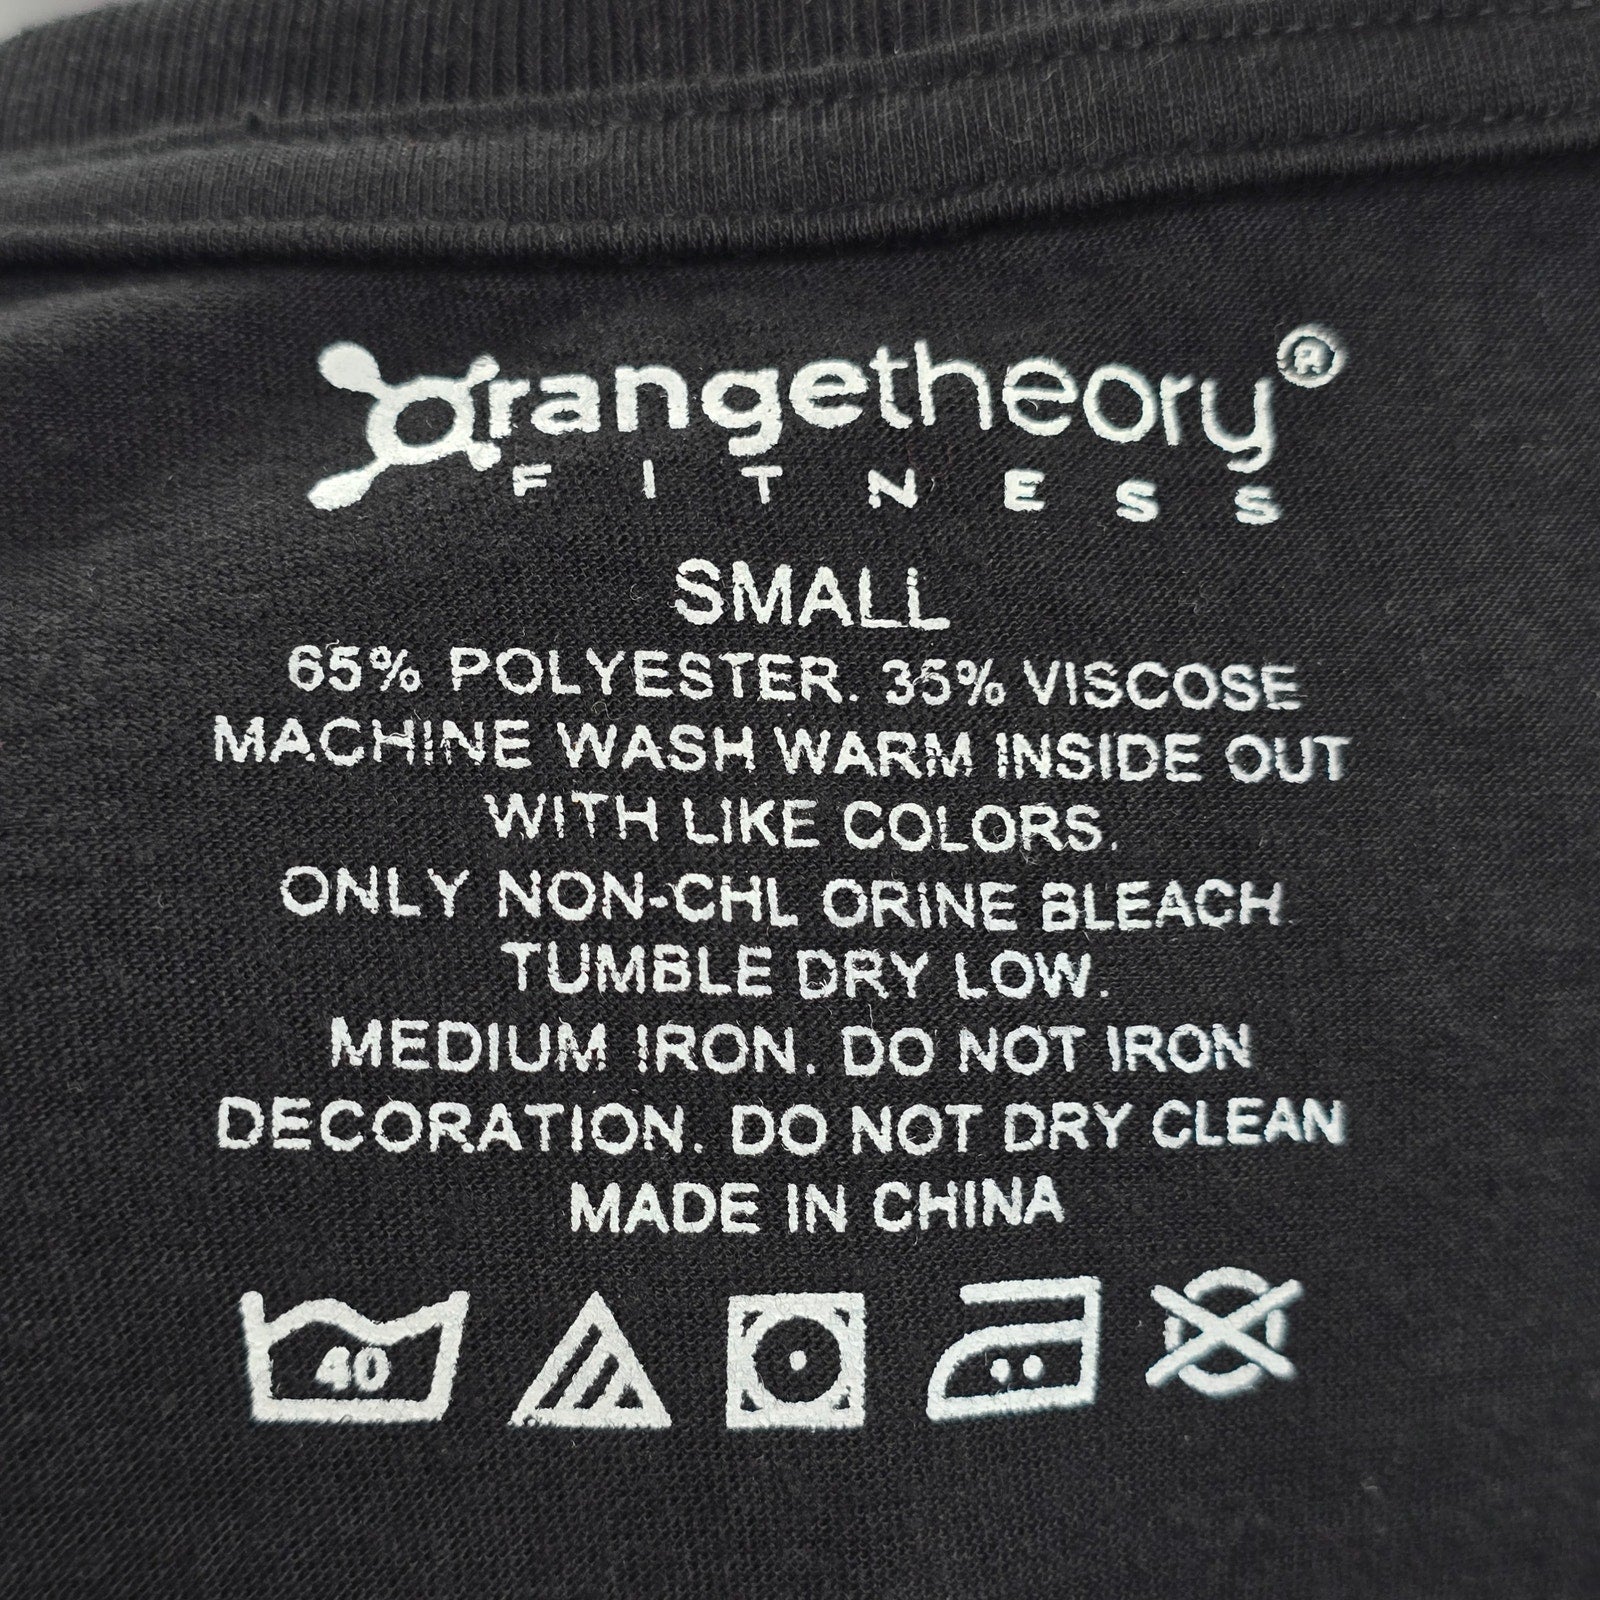 orangetheory®
FITNESS
SMALL
65% POLYESTER. 35% VISCOSE
MACHINE WASH WARM INSIDE OUT
WITH LIKE COLORS.
ONLY NON-CHL ORINE BLEACH
TUMBLE DRY LOW.
MEDIUM IRON. DO NOT IRON
DECORATION. DO NOT DRY CLEAN
MADE IN CHINA
40